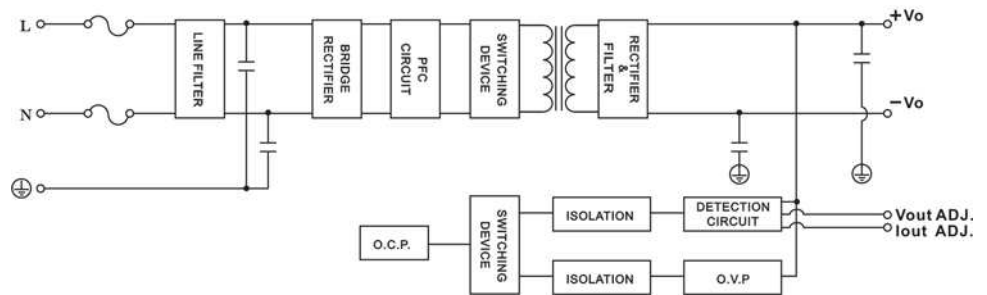 L
N
LINE FILTER
BRIDGE
RECTIFIER
PFC
CIRCUIT
SWITCHING
DEVICE
RECTIFIER
&
FILTER
+Vo
−Vo
O.C.P.
SWITCHING
DEVICE
ISOLATION
DETECTION
CIRCUIT
Vout ADJ.
Iout ADJ.
ISOLATION
O.V.P